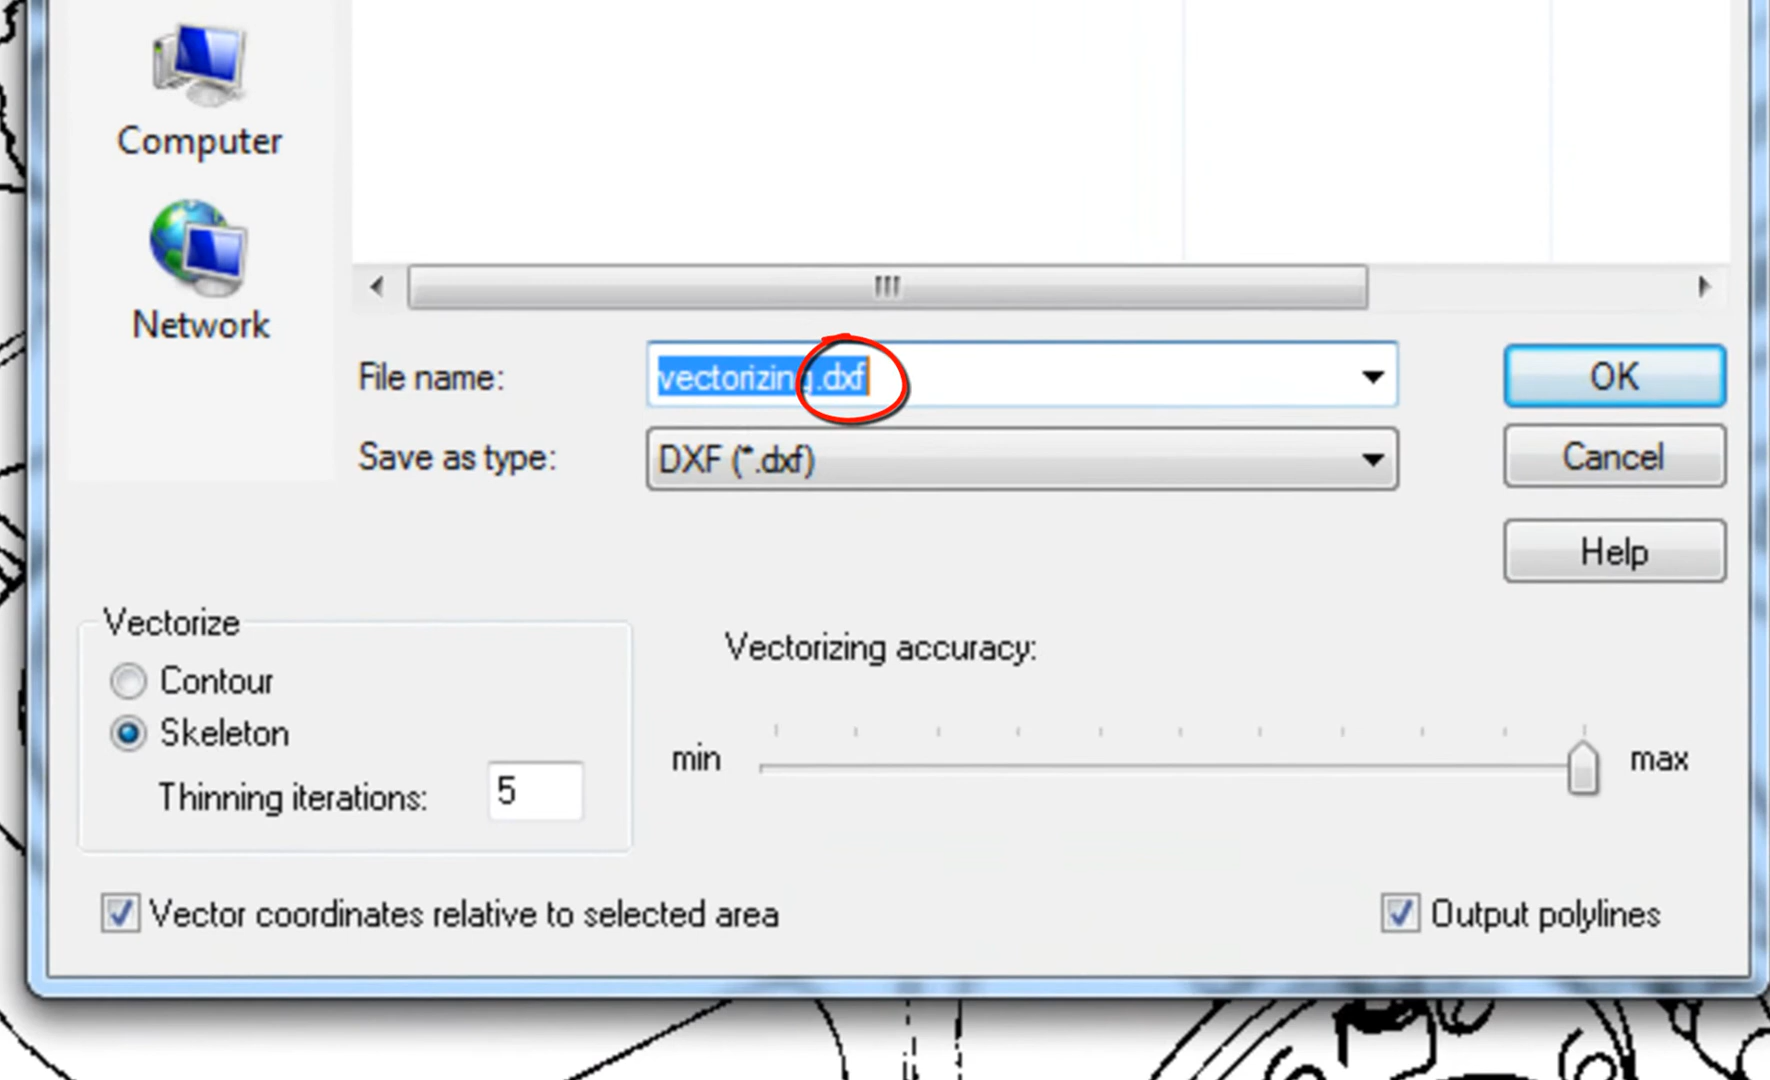 Computer
Network
File name: vectorizing.dxf OK
Save as type: DXF (*.dxf) Cancel
Help
Vectorize
Contour
Skeleton
Thinning iterations: 5
Vectorizing accuracy:
min max
Vector coordinates relative to selected area Output polylines